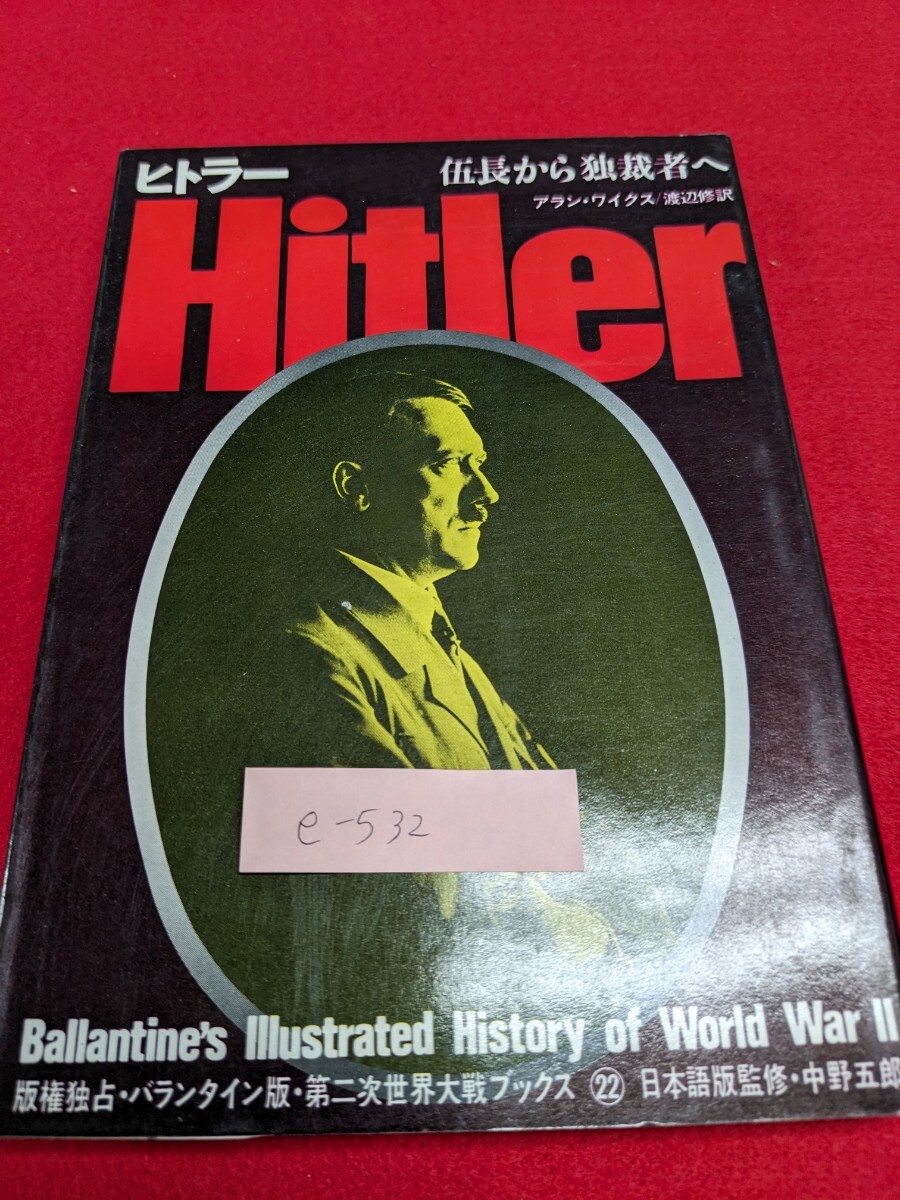 ヒトラー
伍長から独裁者へ
アラン・ワイクス/渡辺修訳
Hitler
e-532
Ballantine's Illustrated History of World War II
版権独占・バランタイン版・第二次世界大戦ブックス 22 日本語版監修・中野五郎